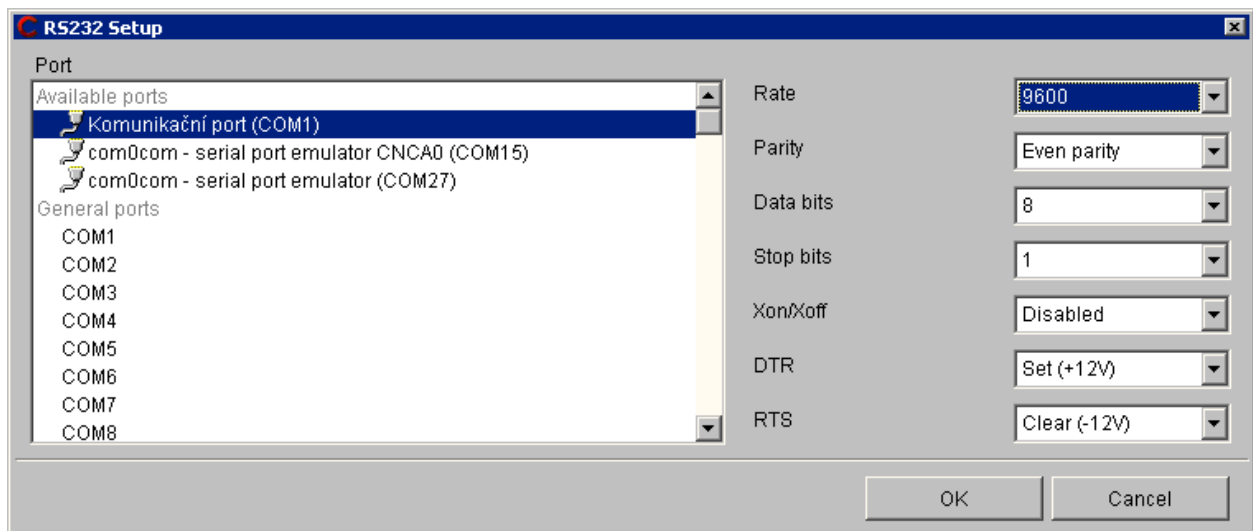 RS232 Setup
Port
Available ports
Komunikační port (COM1)
com0com - serial port emulator CNCA0 (COM15)
com0com - serial port emulator (COM27)
General ports
COM1
COM2
COM3
COM4
COM5
COM6
COM7
COM8
Rate 9600
Parity Even parity
Data bits 8
Stop bits 1
Xon/Xoff Disabled
DTR Set (+12V)
RTS Clear (-12V)
OK Cancel